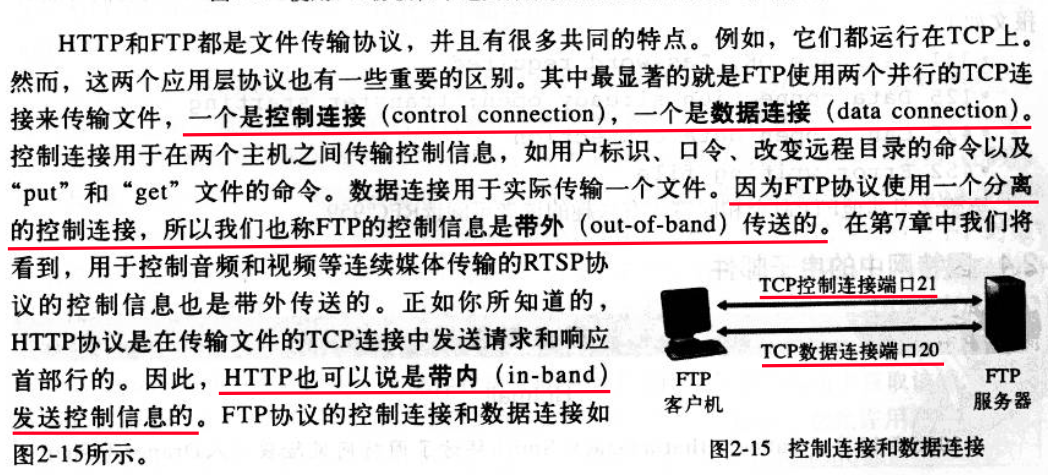 HTTP和FTP都是文件传输协议，并且有很多共同的特点。例如，它们都运行在TCP上。
然而，这两个应用层协议也有一些重要的区别。其中最显著的就是FTP使用两个并行的TCP连
接来传输文件，一个是控制连接（control connection），一个是数据连接（data connection）。
控制连接用于在两个主机之间传输控制信息，如用户标识、口令、改变远程目录的命令以及
“put”和“get”文件的命令。数据连接用于实际传输一个文件。因为FTP协议使用一个分离
的控制连接，所以我们也称FTP的控制信息是带外（out-of-band）传送的。在第7章中我们将
看到，用于控制音频和视频等连续媒体传输的RTSP协
议的控制信息也是带外传送的。正如你所知道的，
HTTP协议是在传输文件的TCP连接中发送请求和响应
首部行的。因此，HTTP也可以说是带内（in-band）
发送控制信息的。FTP协议的控制连接和数据连接如
图2-15所示。
TCP控制连接端口21
TCP数据连接端口20
FTP
客户机
FTP
服务器
图2-15 控制连接和数据连接